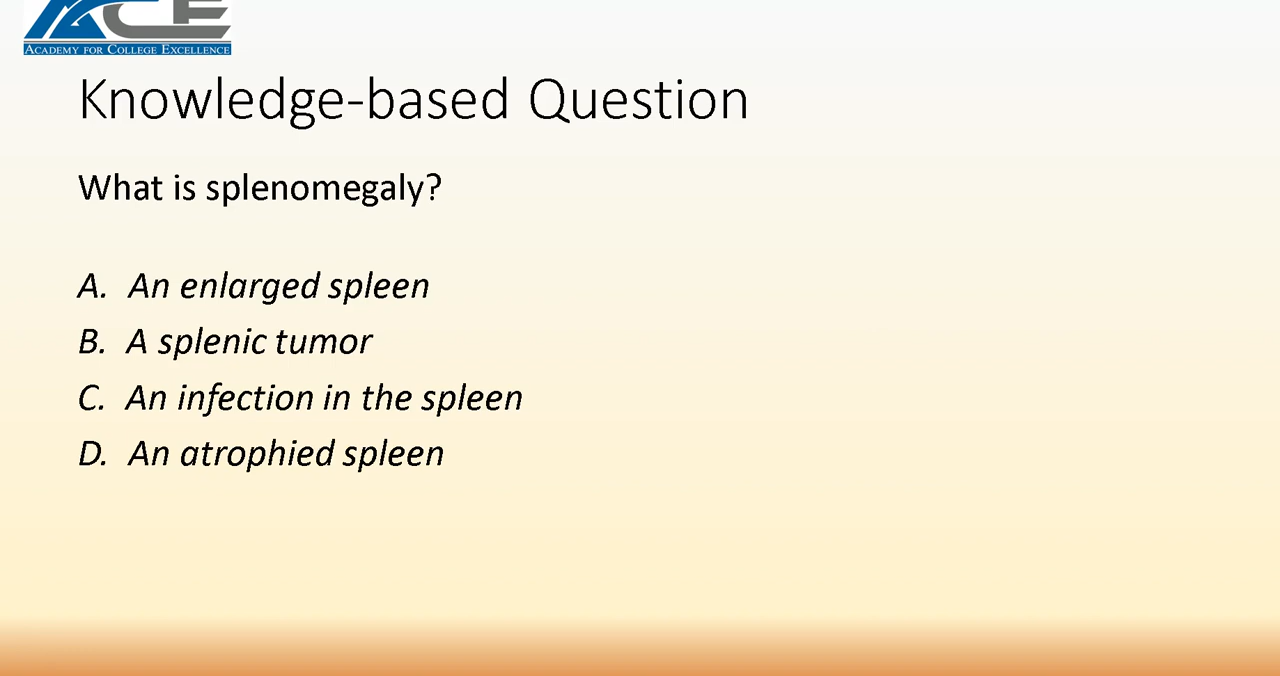 ACE
ACADEMY FOR COLLEGE EXCELLENCE
Knowledge-based Question
What is splenomegaly?
A. An enlarged spleen
B. A splenic tumor
C. An infection in the spleen
D. An atrophied spleen